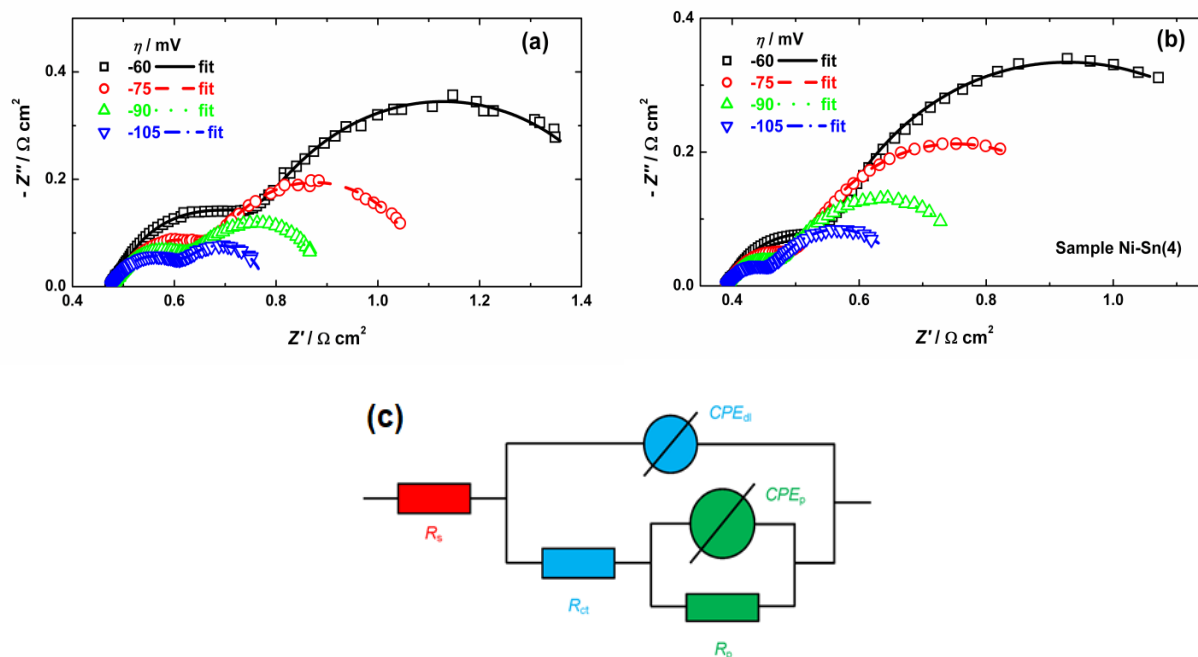 (a)
η / mV
-60 fit
-75 fit
-90 fit
-105 fit
- Z″ / Ω cm²
0.4
0.2
0.0
0.4 0.6 0.8 1.0 1.2 1.4
Z′ / Ω cm²
(b)
η / mV
-60 fit
-75 fit
-90 fit
-105 fit
Sample Ni-Sn(4)
- Z″ / Ω cm²
0.4
0.2
0.0
0.4 0.6 0.8 1.0
Z′ / Ω cm²
(c)
CPEdl
CPEp
Rs
Rct
Rp